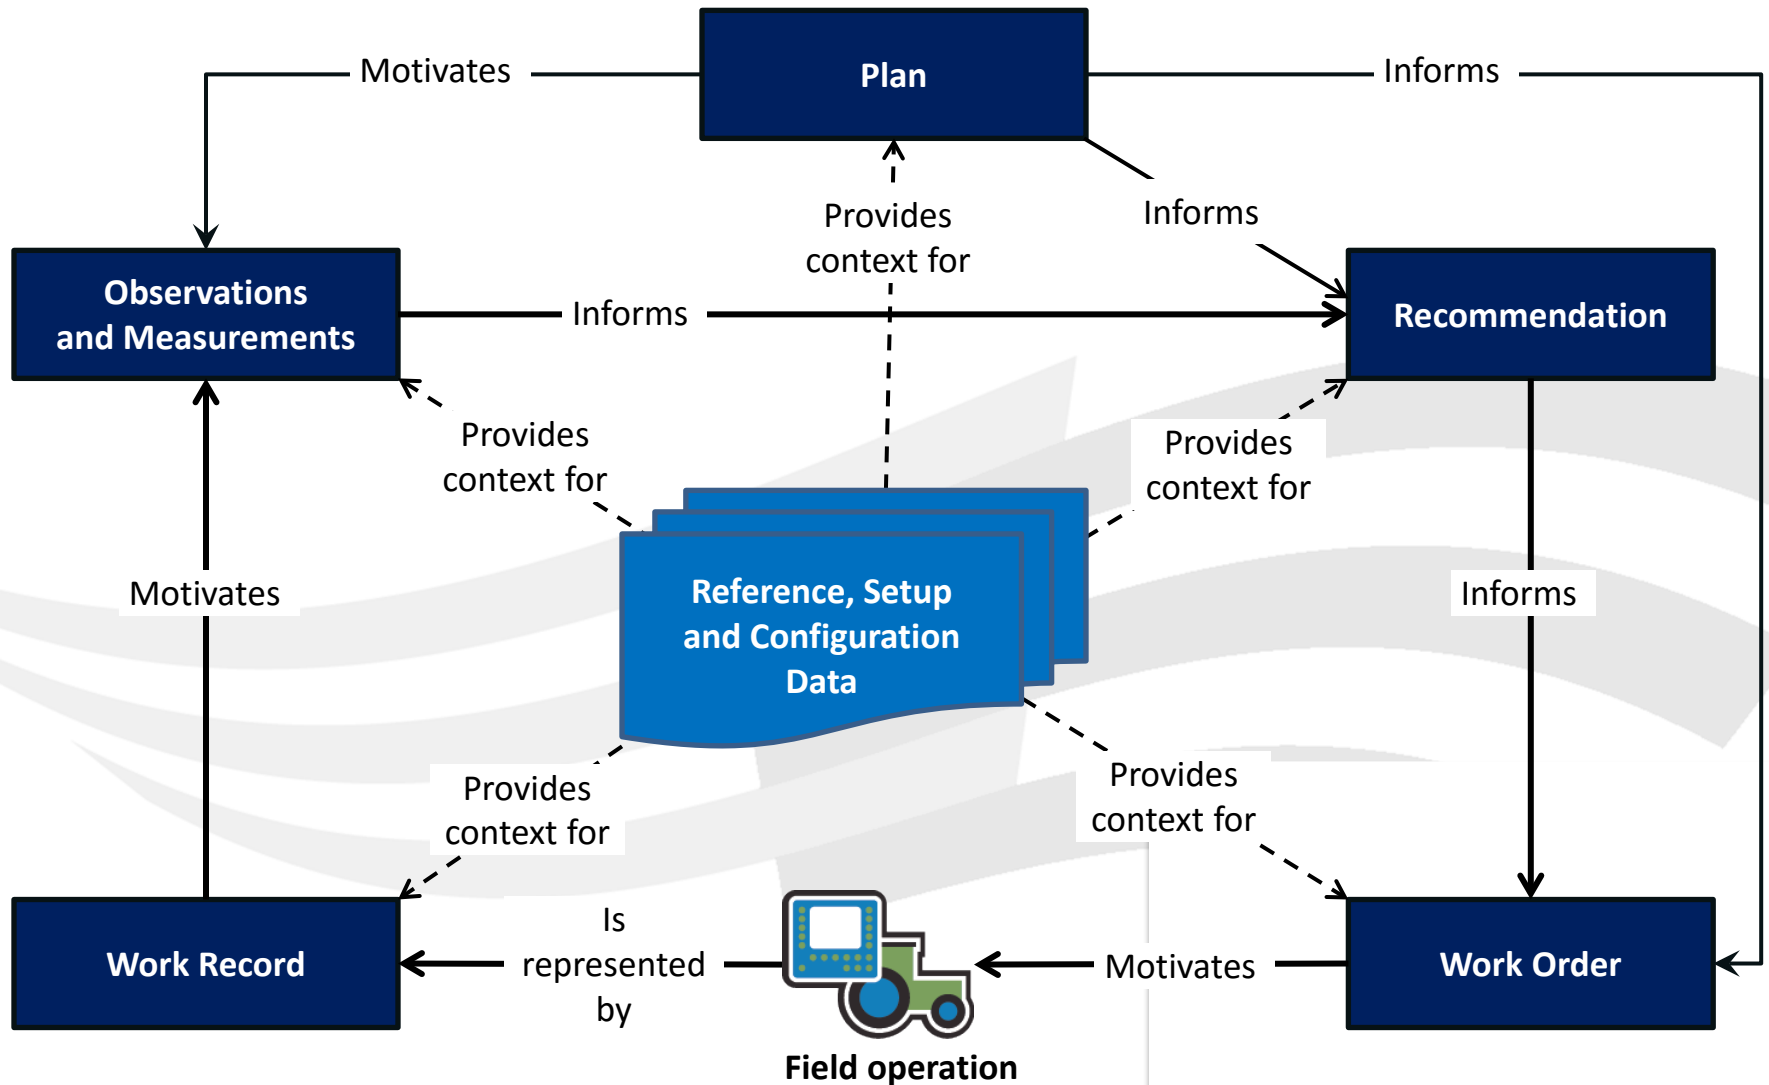 Motivates
Plan
Informs
Provides
context for
Informs
Observations
and Measurements
Informs
Recommendation
Provides
context for
Provides
context for
Motivates
Reference, Setup
and Configuration
Data
Informs
Provides
context for
Provides
context for
Work Record
Is
represented
by
Motivates
Work Order
Field operation